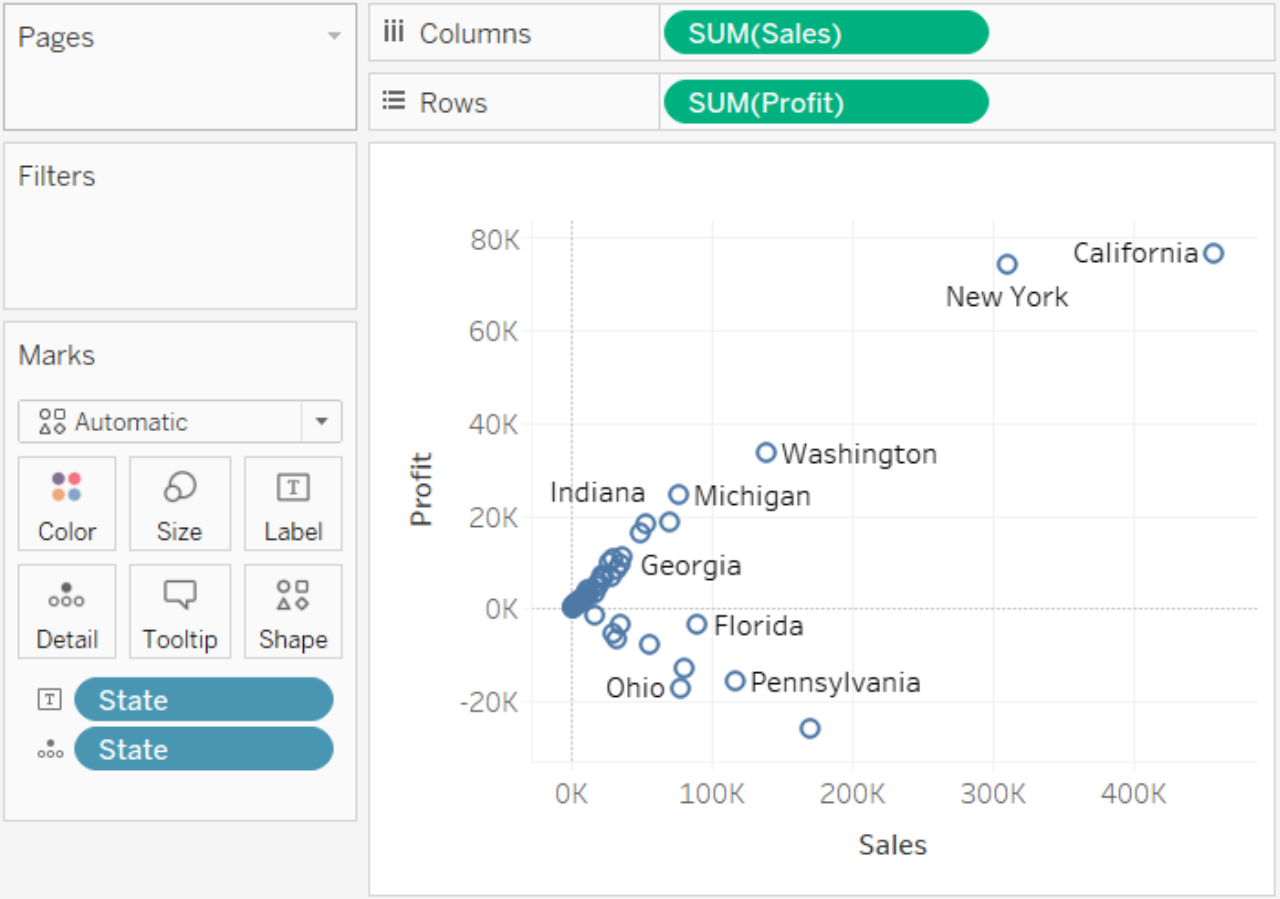 Pages
Columns
SUM(Sales)
Rows
SUM(Profit)
Filters
Marks
Automatic
Color
Size
Label
Detail
Tooltip
Shape
State
State
80K
60K
40K
20K
0K
-20K
Profit
California
New York
Washington
Indiana
Michigan
Georgia
Florida
Ohio
Pennsylvania
0K
100K
200K
300K
400K
Sales